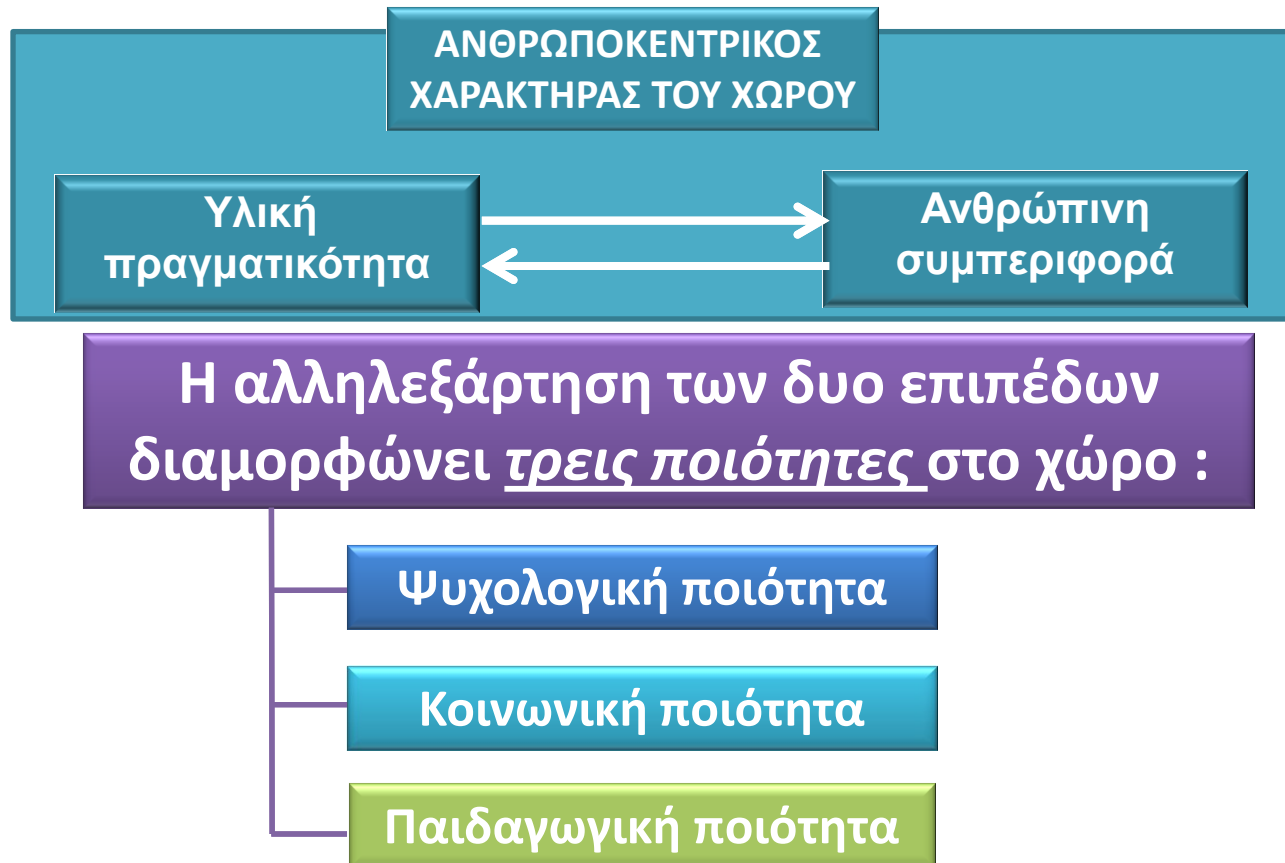 ΑΝΘΡΩΠΟΚΕΝΤΡΙΚΟΣ
ΧΑΡΑΚΤΗΡΑΣ ΤΟΥ ΧΩΡΟΥ
Υλική
πραγματικότητα
Ανθρώπινη
συμπεριφορά
Η αλληλεξάρτηση των δυο επιπέδων
διαμορφώνει τρεις ποιότητες στο χώρο :
Ψυχολογική ποιότητα
Κοινωνική ποιότητα
Παιδαγωγική ποιότητα